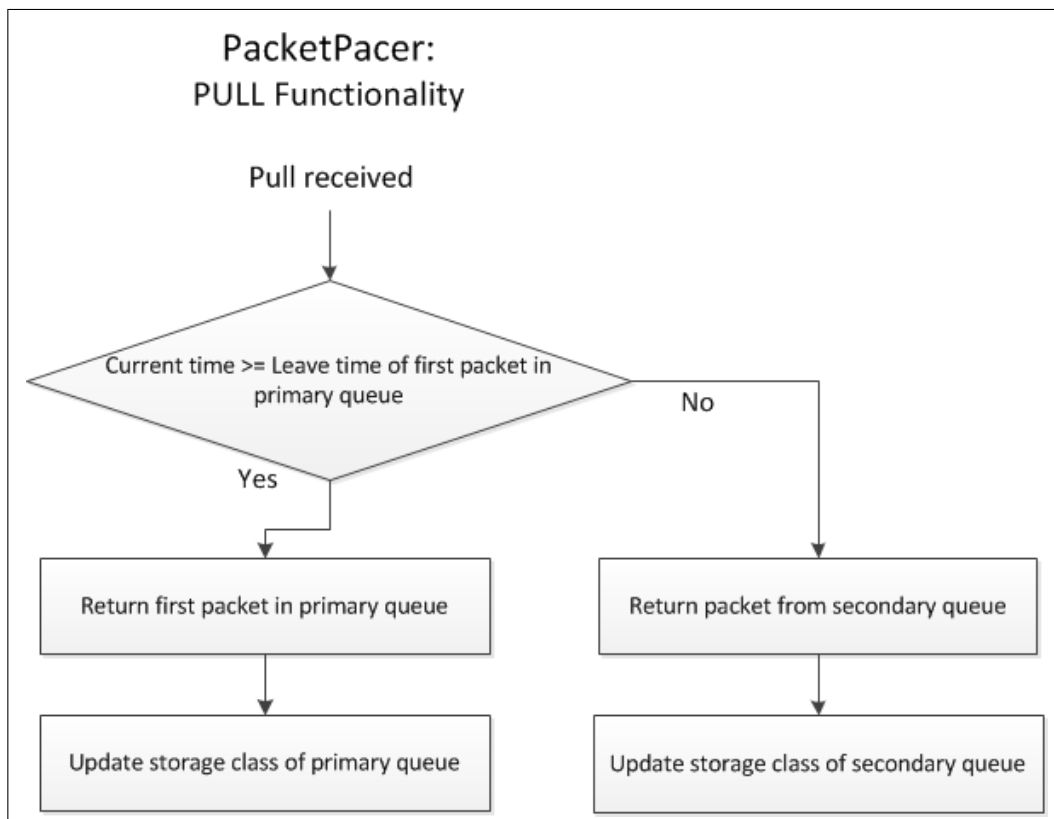 PacketPacer:
PULL Functionality
Pull received
Current time >= Leave time of first packet in
primary queue
No
Yes
Return first packet in primary queue
Return packet from secondary queue
Update storage class of primary queue
Update storage class of secondary queue